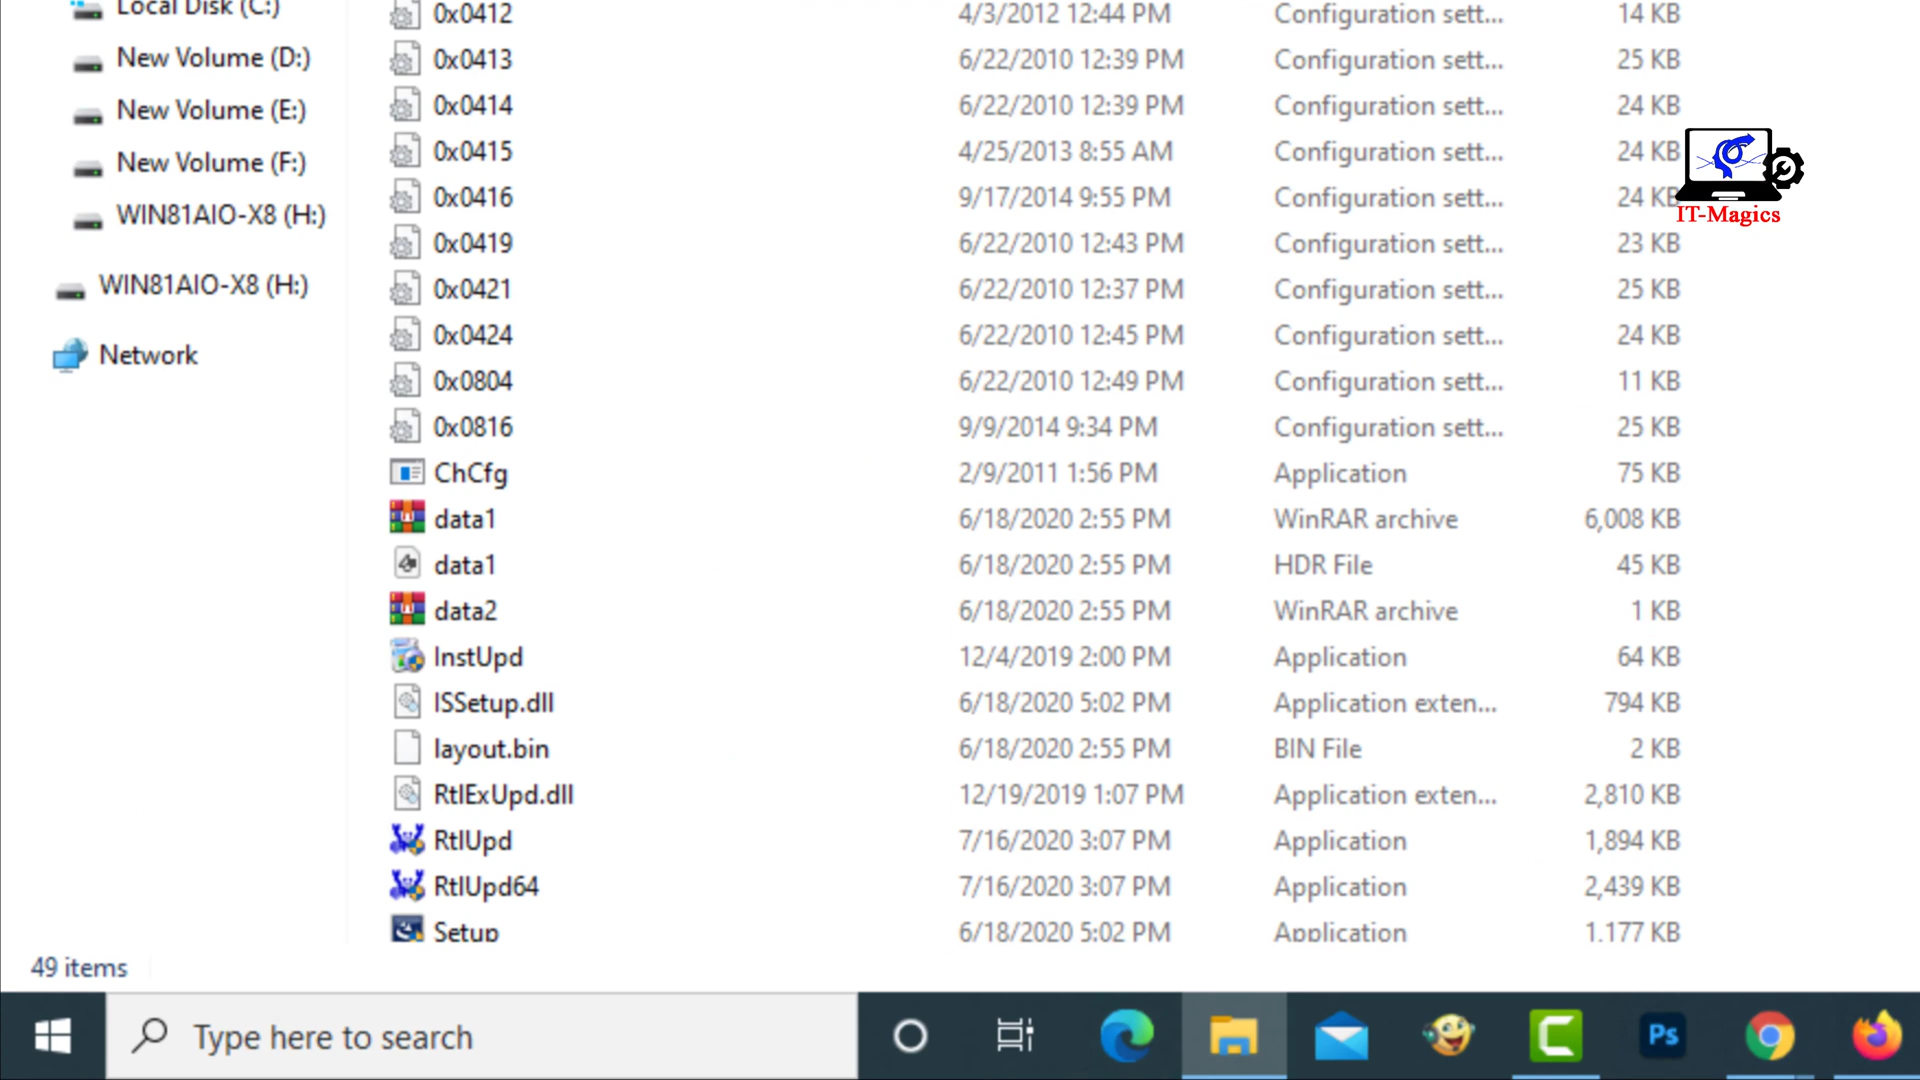 Local Disk (C:)
New Volume (D:)
New Volume (E:)
New Volume (F:)
WIN81AIO-X8 (H:)
WIN81AIO-X8 (H:)
Network
0x0412 4/3/2012 12:44 PM Configuration sett... 14 KB
0x0413 6/22/2010 12:39 PM Configuration sett... 25 KB
0x0414 6/22/2010 12:39 PM Configuration sett... 24 KB
0x0415 4/25/2013 8:55 AM Configuration sett... 24 KB
0x0416 9/17/2014 9:55 PM Configuration sett... 24 KB
0x0419 6/22/2010 12:43 PM Configuration sett... 23 KB
0x0421 6/22/2010 12:37 PM Configuration sett... 25 KB
0x0424 6/22/2010 12:45 PM Configuration sett... 24 KB
0x0804 6/22/2010 12:49 PM Configuration sett... 11 KB
0x0816 9/9/2014 9:34 PM Configuration sett... 25 KB
ChCfg 2/9/2011 1:56 PM Application 75 KB
data1 6/18/2020 2:55 PM WinRAR archive 6,008 KB
data1 6/18/2020 2:55 PM HDR File 45 KB
data2 6/18/2020 2:55 PM WinRAR archive 1 KB
InstUpd 12/4/2019 2:00 PM Application 64 KB
ISSetup.dll 6/18/2020 5:02 PM Application exten... 794 KB
layout.bin 6/18/2020 2:55 PM BIN File 2 KB
RtlExUpd.dll 12/19/2019 1:07 PM Application exten... 2,810 KB
RtlUpd 7/16/2020 3:07 PM Application 1,894 KB
RtlUpd64 7/16/2020 3:07 PM Application 2,439 KB
Setup 6/18/2020 5:02 PM Application 1,177 KB
IT-Magics
49 items
Type here to search
Ps